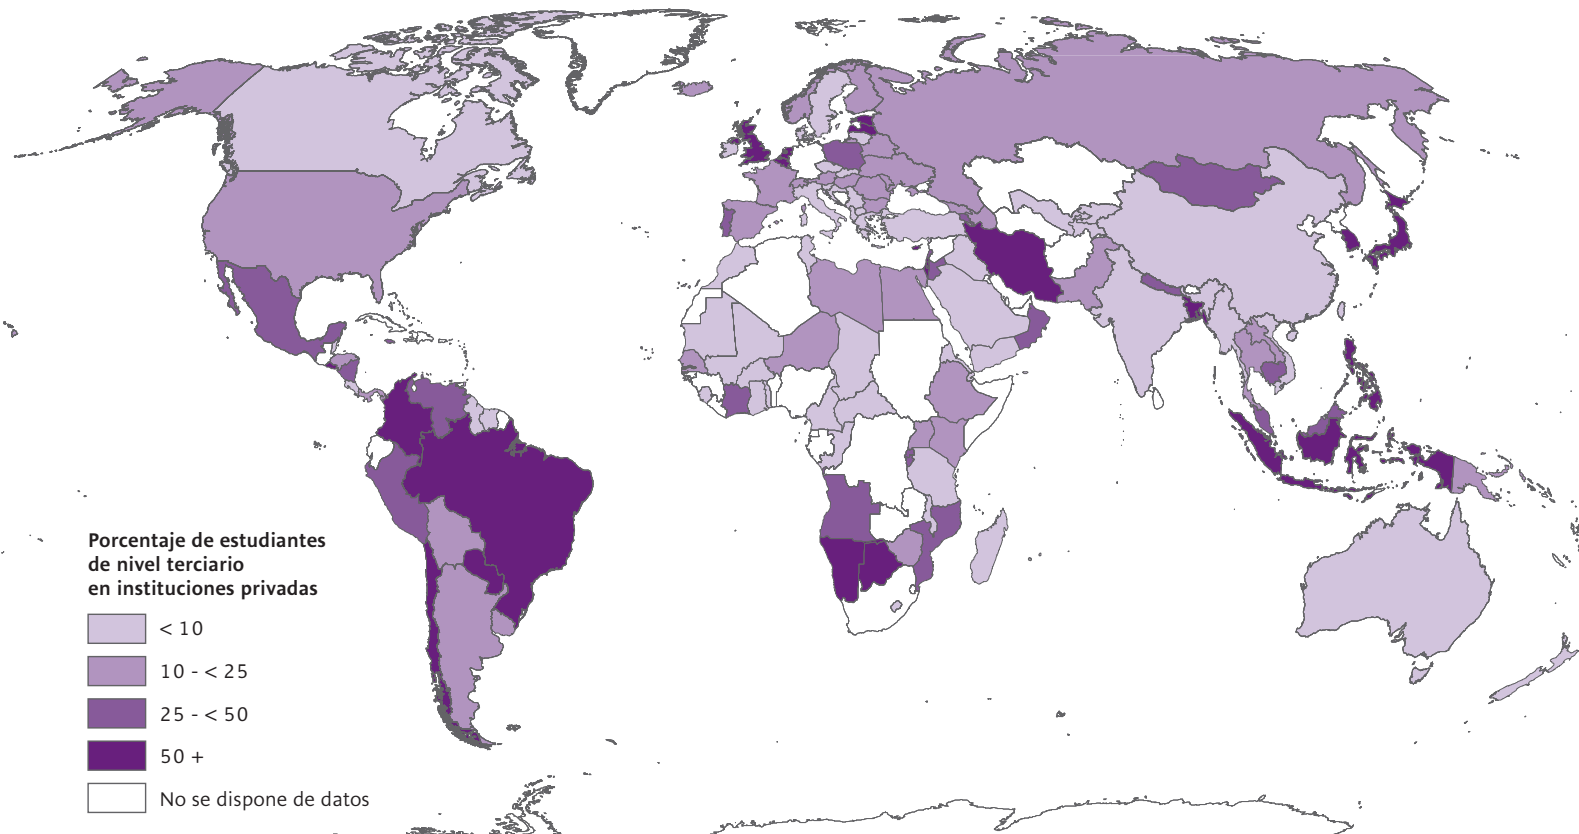 Porcentaje de estudiantes
de nivel terciario
en instituciones privadas
< 10
10 - < 25
25 - < 50
50 +
No se dispone de datos